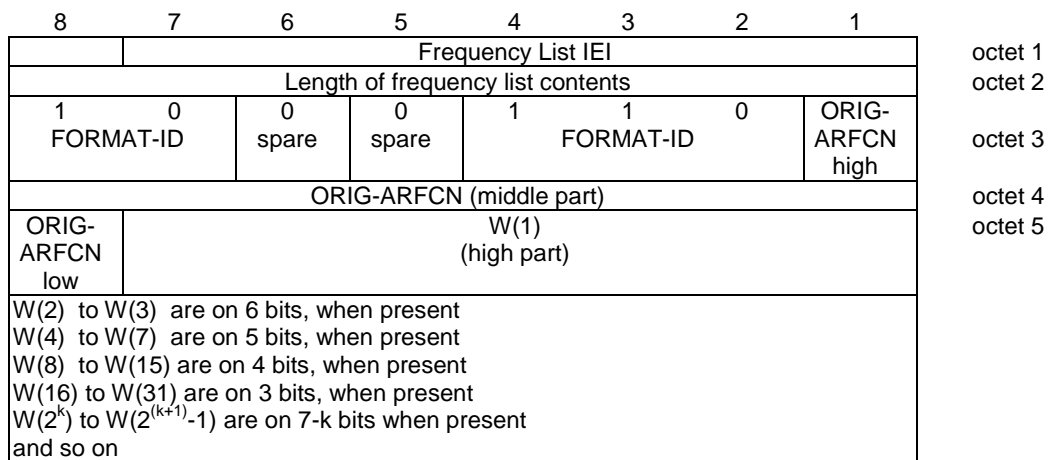 8 7 6 5 4 3 2 1
Frequency List IEI octet 1
Length of frequency list contents octet 2
1 0 0 0 1 1 0 ORIG-
FORMAT-ID spare spare FORMAT-ID ARFCN octet 3
high
ORIG-ARFCN (middle part) octet 4
ORIG- W(1) octet 5
ARFCN (high part)
low
W(2) to W(3) are on 6 bits, when present
W(4) to W(7) are on 5 bits, when present
W(8) to W(15) are on 4 bits, when present
W(16) to W(31) are on 3 bits, when present
W(2^k) to W(2^(k+1)-1) are on 7-k bits when present
and so on